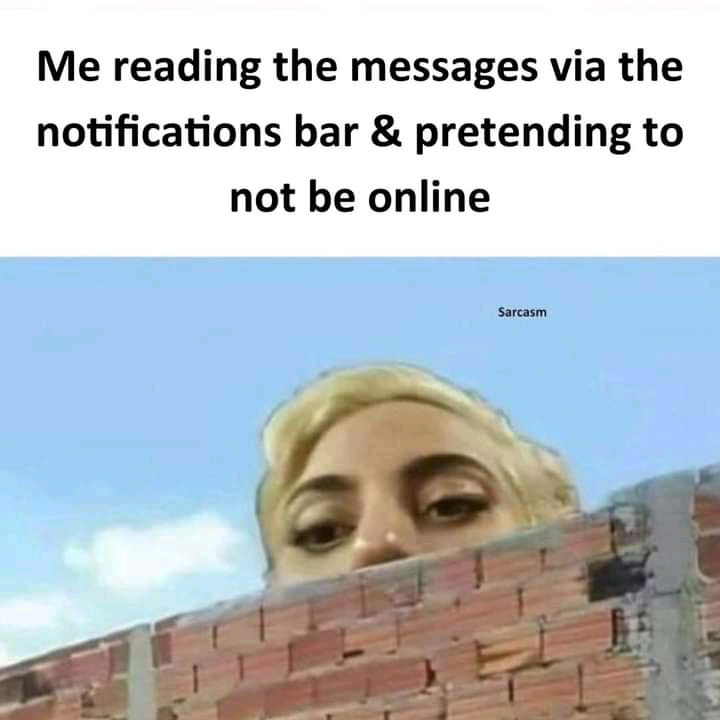 Me reading the messages via the
notifications bar & pretending to
not be online
Sarcasm